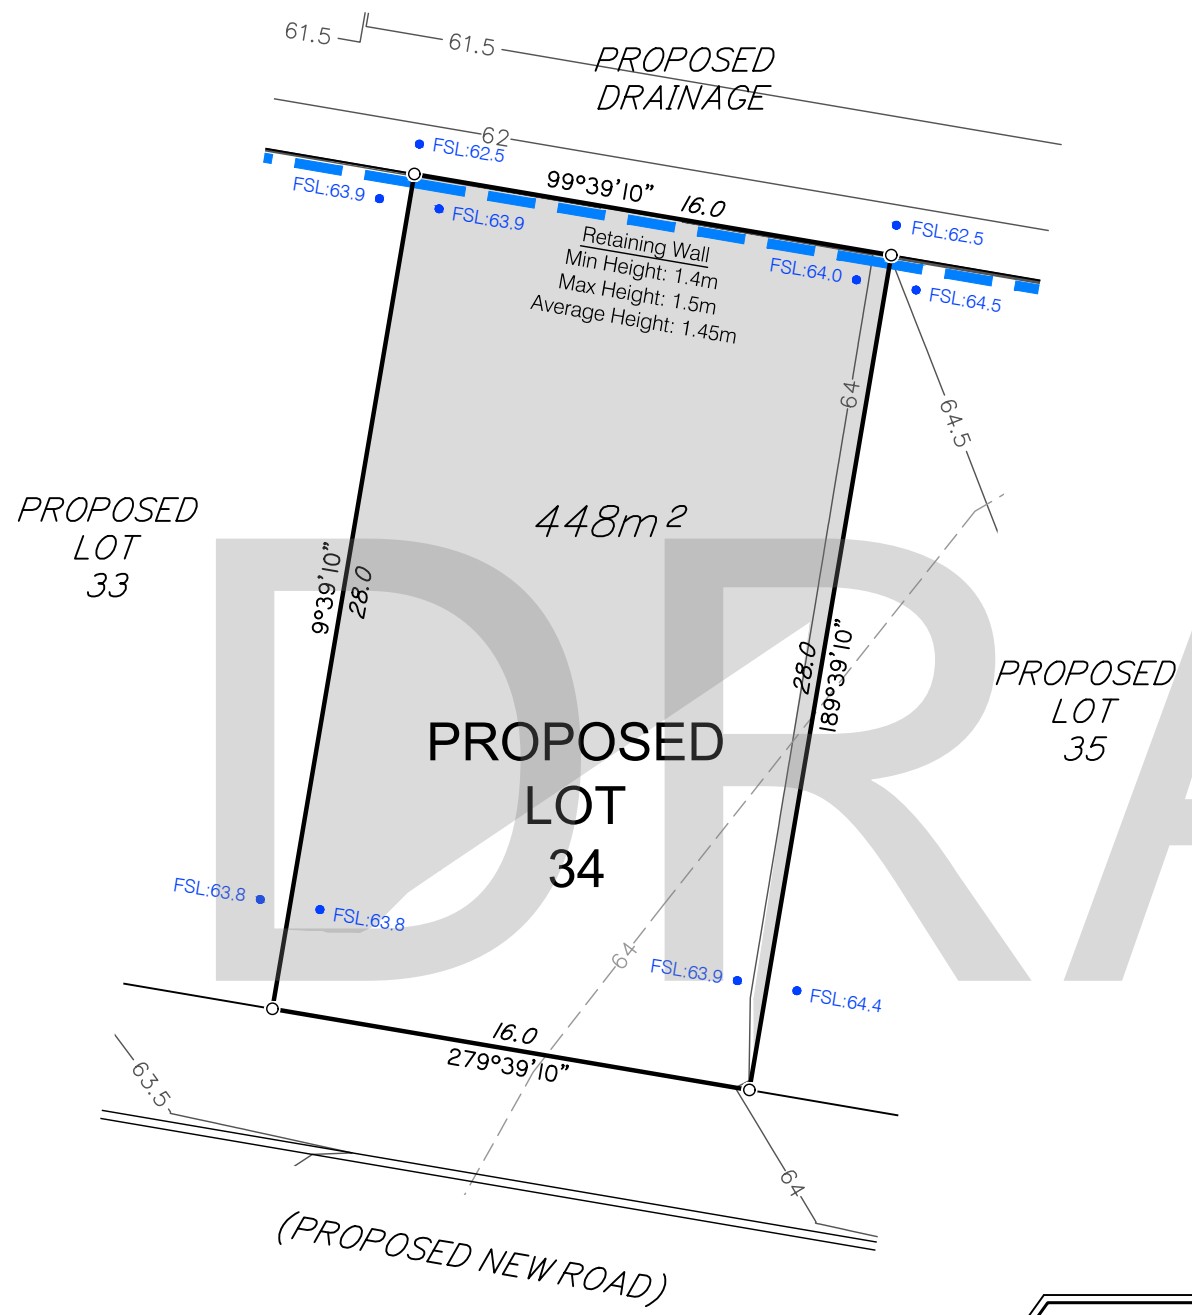 61.5
61.5
PROPOSED
DRAINAGE
62
FSL:62.5
99°39'10"
16.0
FSL:63.9
FSL:63.9
FSL:62.5
Retaining Wall
Min Height: 1.4m
Max Height: 1.5m
Average Height: 1.45m
FSL:64.0
FSL:64.5
64
64.5
PROPOSED
LOT
33
448m²
9°39'10"
28.0
28.0
189°39'10"
PROPOSED
LOT
35
DRA
PROPOSED
LOT
34
FSL:63.8
FSL:63.8
64
FSL:63.9
FSL:64.4
16.0
279°39'10"
63.5
64
(PROPOSED NEW ROAD)